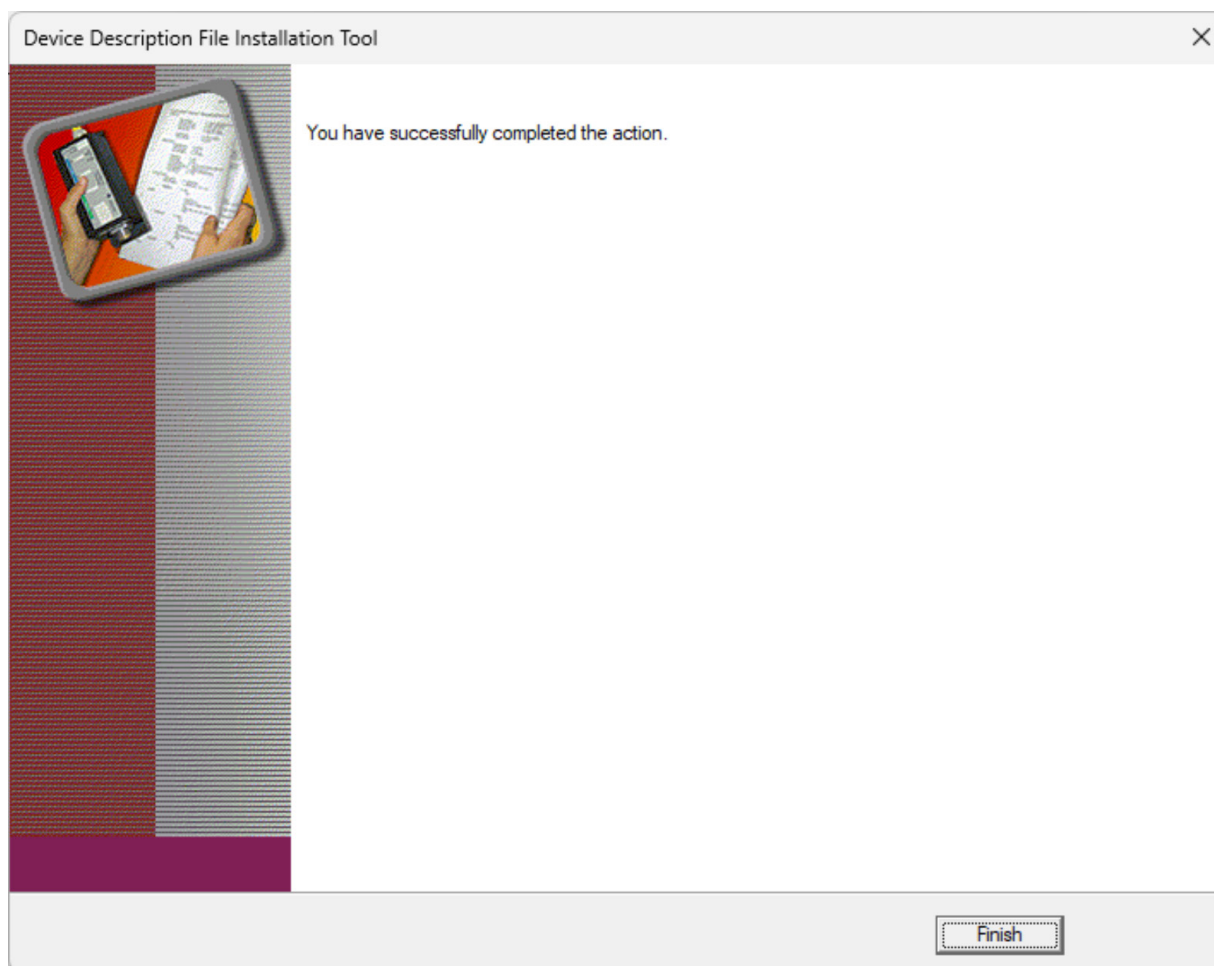 Device Description File Installation Tool
You have successfully completed the action.
Finish